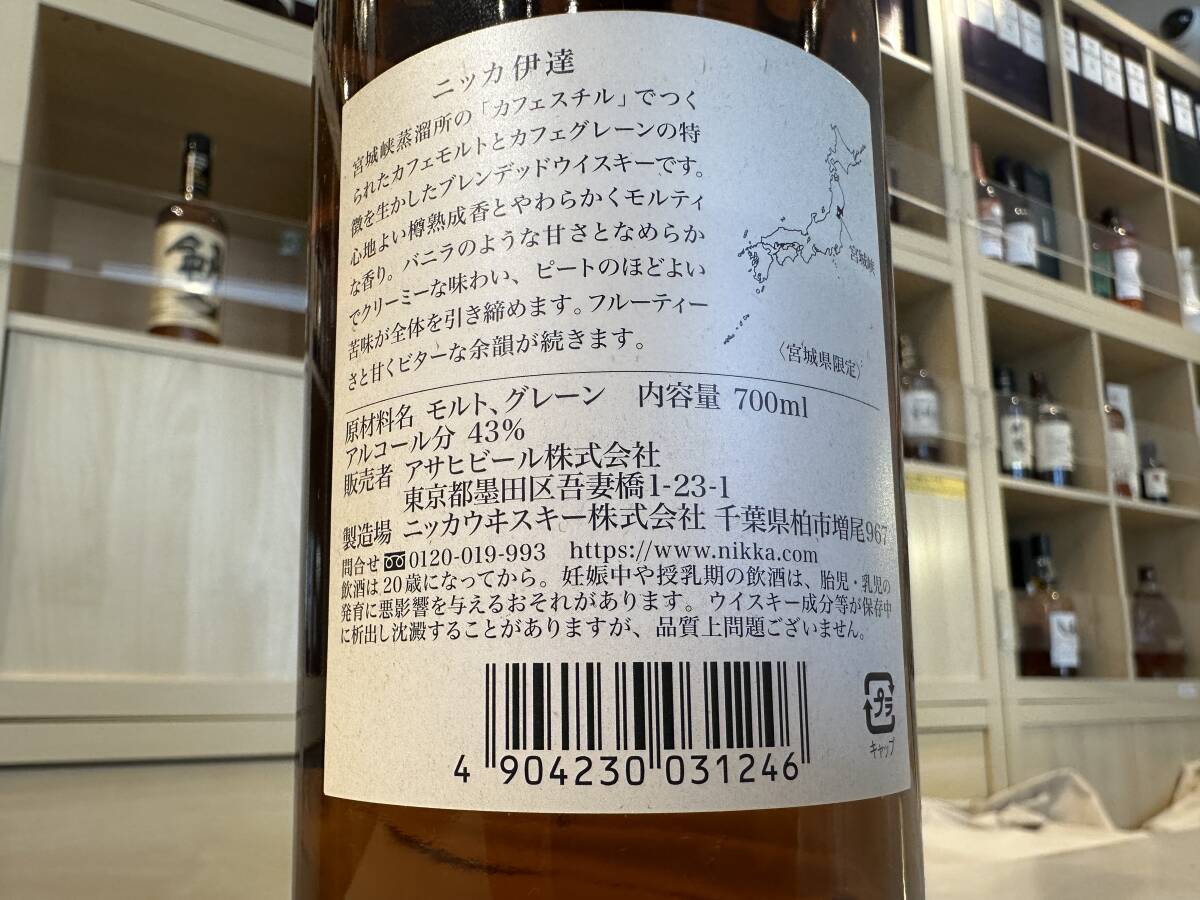 ニッカ 伊達
宮城峡蒸溜所の「カフェスチル」でつく
られたカフェモルトとカフェグレーンの特
徴を生かしたブレンデッドウイスキーです。
心地よい樽熟成香とやわらかくモルティ
な香り。バニラのような甘さとなめらか
でクリーミーな味わい、ピートのほどよい
苦味が全体を引き締めます。フルーティー
さと甘くビターな余韻が続きます。
宮城峡
〈宮城県限定〉
原材料名 モルト、グレーン 内容量 700ml
アルコール分 43%
販売者 アサヒビール株式会社
東京都墨田区吾妻橋1-23-1
製造場 ニッカウヰスキー株式会社 千葉県柏市増尾967
問合せ 0120-019-993 https://www.nikka.com
飲酒は20歳になってから。妊娠中や授乳期の飲酒は、胎児・乳児の
発育に悪影響を与えるおそれがあります。ウイスキー成分等が保存中
に析出し沈澱することがありますが、品質上問題ございません。
4 904230 031246
プラ
キャップ